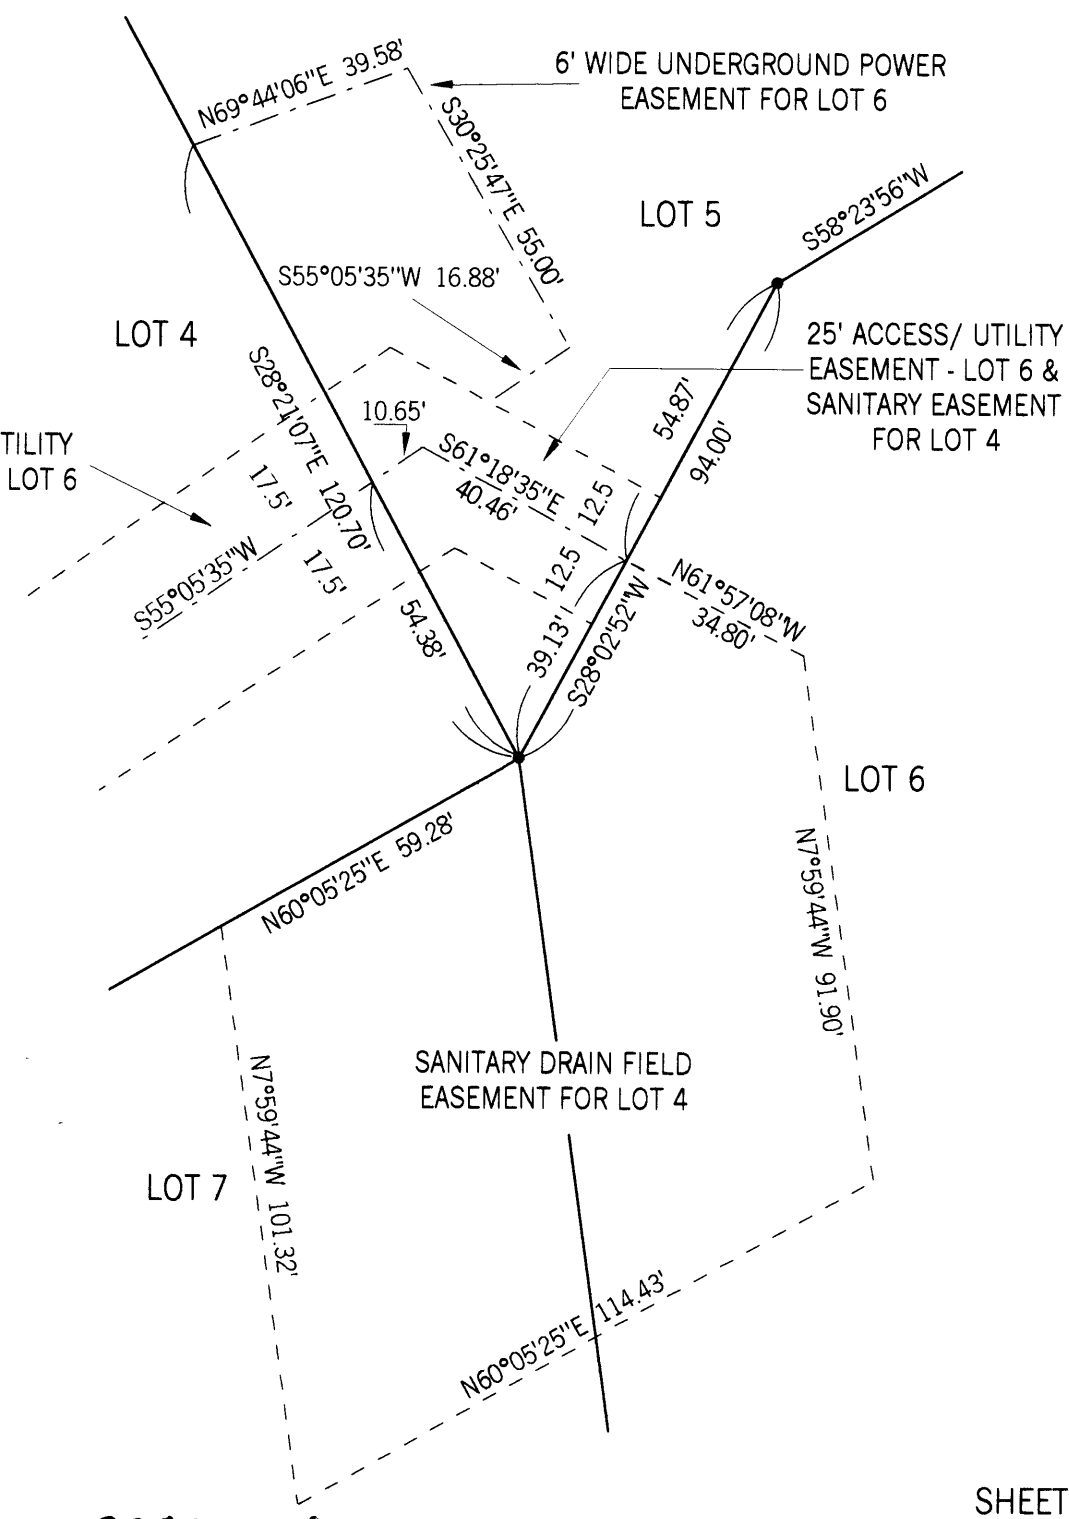 N69°44'06"E 39.58'
6' WIDE UNDERGROUND POWER
EASEMENT FOR LOT 6
S30°25'47"E 55.00'
LOT 5
S58°23'56"W
S55°05'35"W 16.88'
LOT 4
25' ACCESS/ UTILITY
EASEMENT - LOT 6 &
SANITARY EASEMENT
FOR LOT 4
S28°21'07"E 120.70'
10.65'
54.87'
94.00'
TILITY
LOT 6
S61°18'35"E
40.46'
17.5'
12.5
S55°05'35"W
17.5'
12.5
N61°57'08"W
34.80'
54.38'
39.13'
S28°02'52"W
LOT 6
N60°05'25"E 59.28'
N7°59'44"W 91.90'
SANITARY DRAIN FIELD
EASEMENT FOR LOT 4
N7°59'44"W 101.32'
LOT 7
N60°05'25"E 114.43'
SHEET